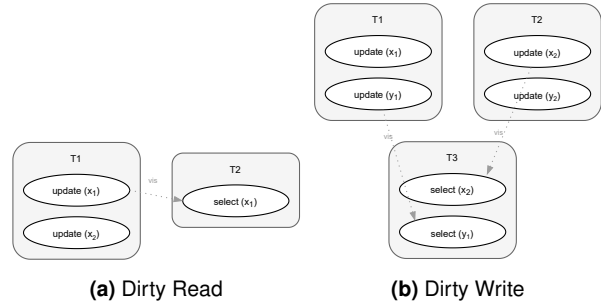 T1
update (x₁)
update (x₂)
vis
T2
select (x₁)
(a) Dirty Read
T1
update (x₁)
update (y₁)
T2
update (x₂)
update (y₂)
vis
vis
T3
select (x₂)
select (y₁)
(b) Dirty Write